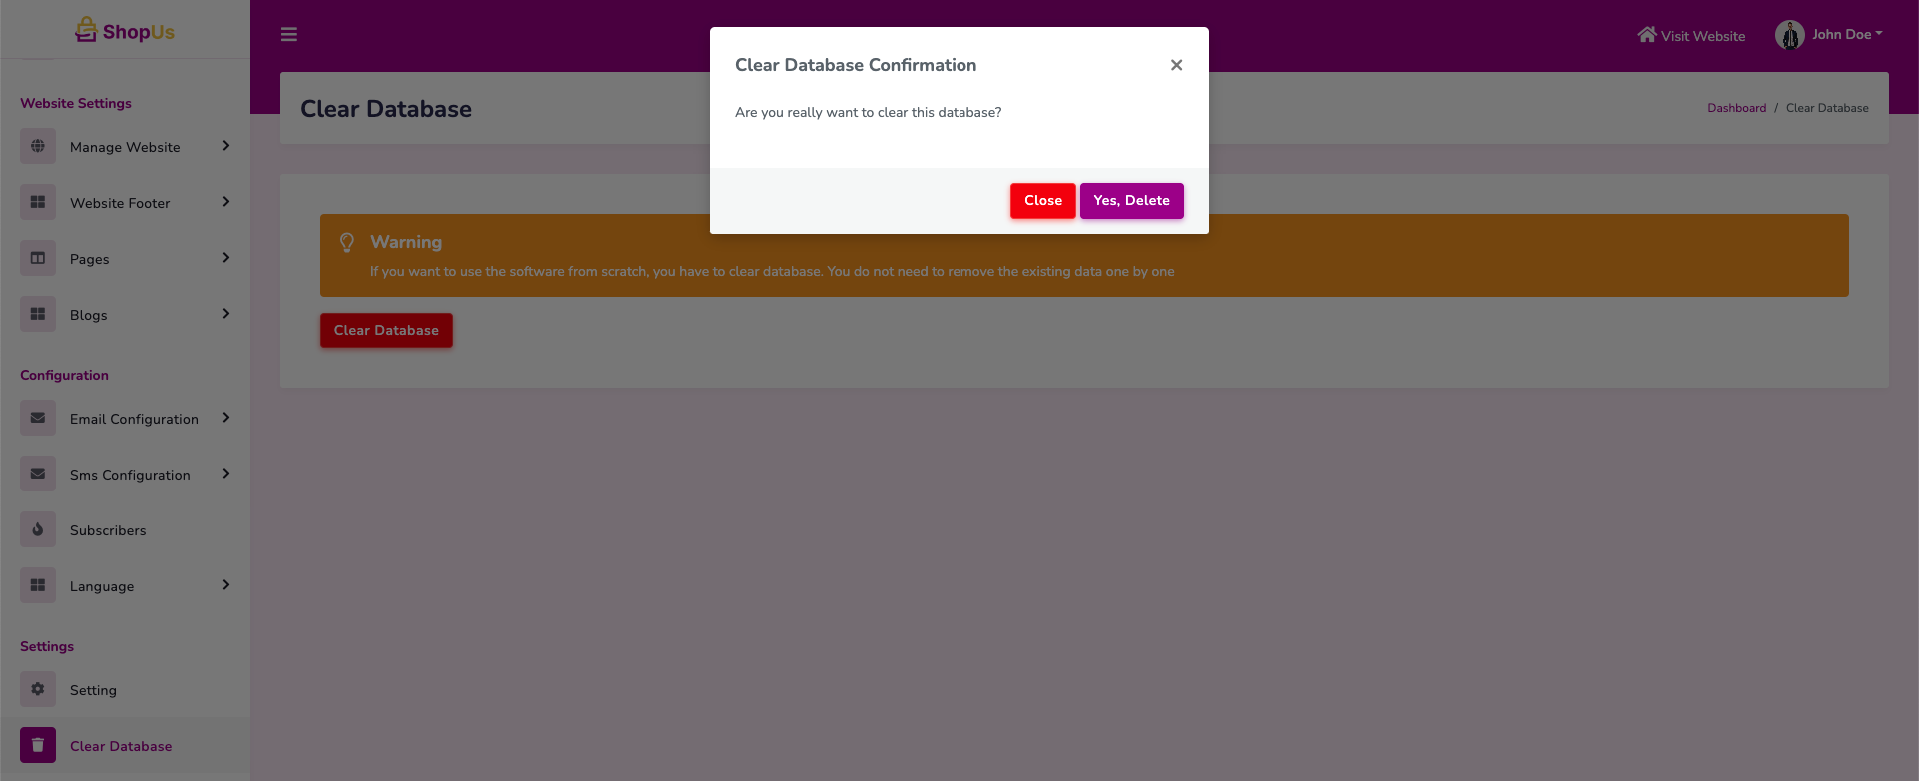 ShopUs
Visit Website
John Doe
Website Settings
Manage Website
Website Footer
Pages
Blogs
Configuration
Email Configuration
Sms Configuration
Subscribers
Language
Settings
Setting
Clear Database
Clear Database
Dashboard / Clear Database
Warning
If you want to use the software from scratch, you have to clear database. You do not need to remove the existing data one by one
Clear Database
Clear Database Confirmation
×
Are you really want to clear this database?
Close
Yes, Delete